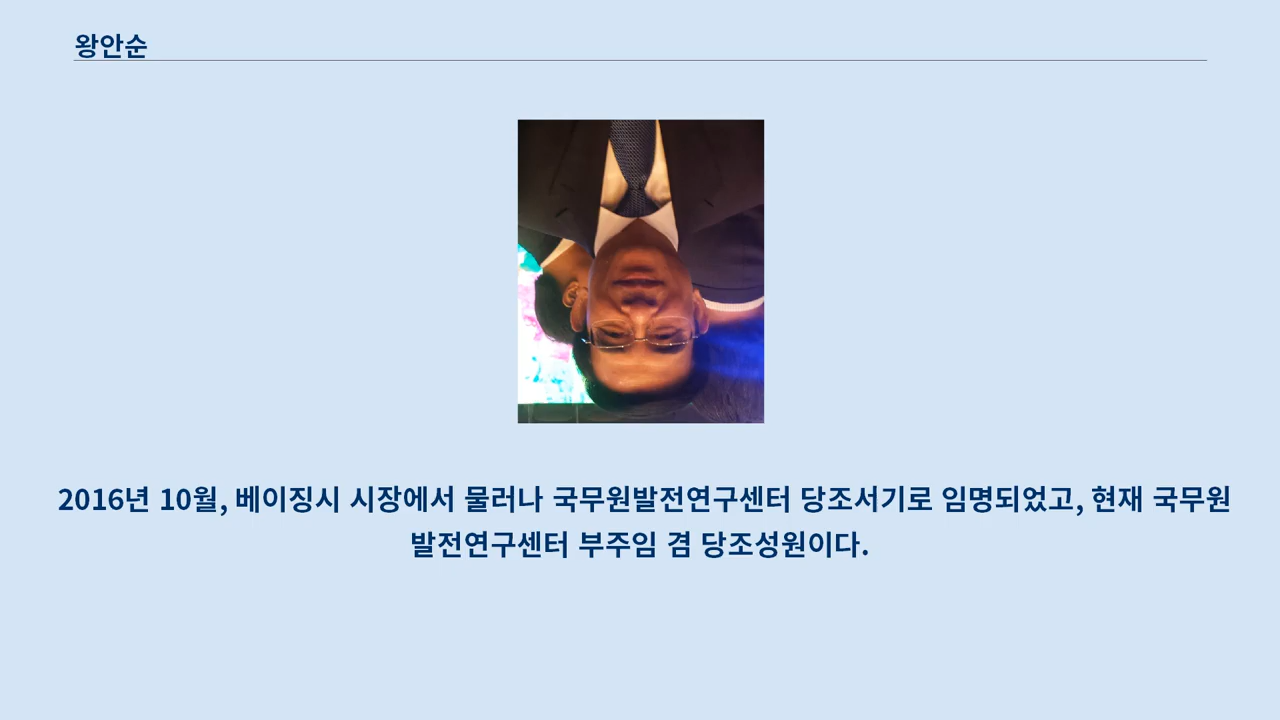 왕안순
2016년 10월, 베이징시 시장에서 물러나 국무원발전연구센터 당조서기로 임명되었고, 현재 국무원
발전연구센터 부주임 겸 당조성원이다.